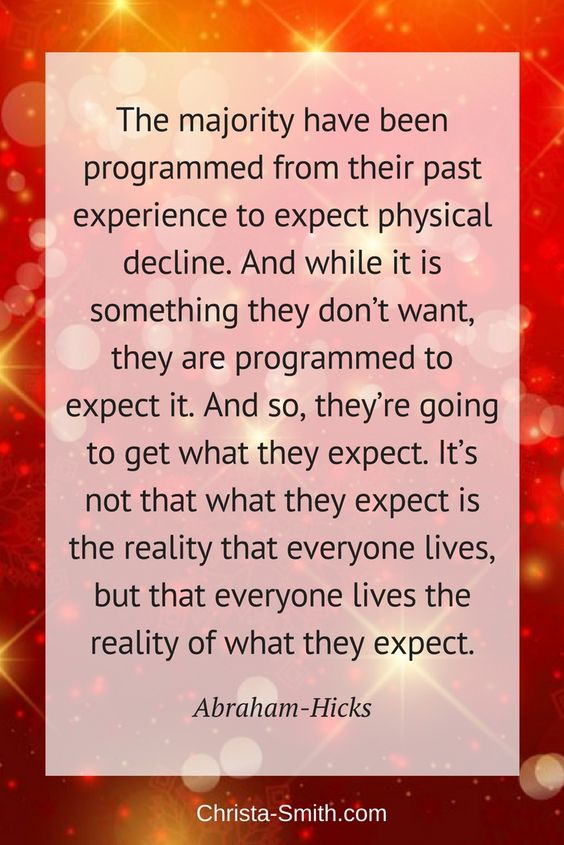 The majority have been
programmed from their past
experience to expect physical
decline. And while it is
something they don’t want,
they are programmed to
expect it. And so, they’re going
to get what they expect. It’s
not that what they expect is
the reality that everyone lives,
but that everyone lives the
reality of what they expect.
Abraham-Hicks
Christa-Smith.com